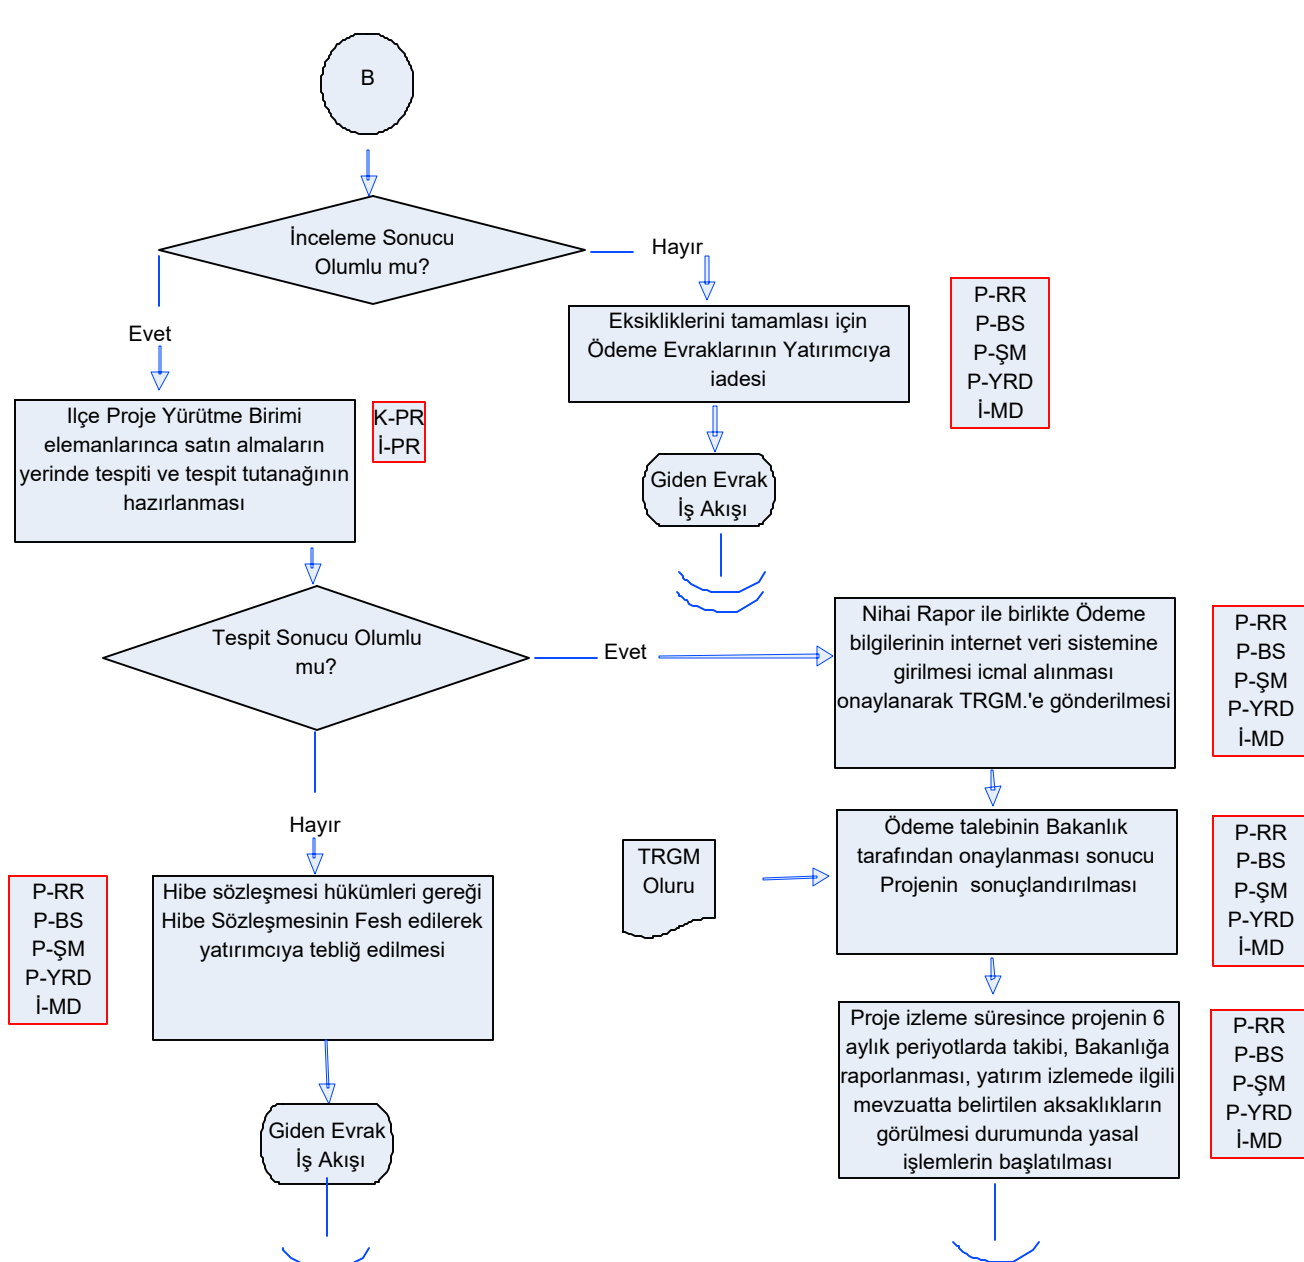 B
İnceleme Sonucu
Olumlu mu?
Hayır
Evet
Eksikliklerini tamamlası için
Ödeme Evraklarının Yatırımcıya
iadesi
P-RR
P-BS
P-ŞM
P-YRD
İ-MD
Ilçe Proje Yürütme Birimi
elemanlarınca satın almaların
yerinde tespiti ve tespit tutanağının
hazırlanması
K-PR
İ-PR
Giden Evrak
İş Akışı
Tespit Sonucu Olumlu
mu?
Evet
Nihai Rapor ile birlikte Ödeme
bilgilerinin internet veri sistemine
girilmesi icmal alınması
onaylanarak TRGM.'e gönderilmesi
P-RR
P-BS
P-ŞM
P-YRD
İ-MD
Hayır
TRGM
Oluru
Ödeme talebinin Bakanlık
tarafından onaylanması sonucu
Projenin  sonuçlandırılması
P-RR
P-BS
P-ŞM
P-YRD
İ-MD
P-RR
P-BS
P-ŞM
P-YRD
İ-MD
Hibe sözleşmesi hükümleri gereği
Hibe Sözleşmesinin Fesh edilerek
yatırımcıya tebliğ edilmesi
Proje izleme süresince projenin 6
aylık periyotlarda takibi, Bakanlığa
raporlanması, yatırım izlemede ilgili
mevzuatta belirtilen aksaklıkların
görülmesi durumunda yasal
işlemlerin başlatılması
P-RR
P-BS
P-ŞM
P-YRD
İ-MD
Giden Evrak
İş Akışı